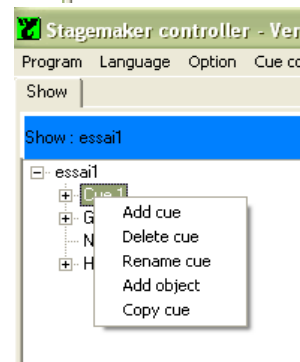 Stagemaker controller - Ver
Program Language Option Cue co
Show
Show : essai1
essai1
Cue 1
G
N
H
Add cue
Delete cue
Rename cue
Add object
Copy cue